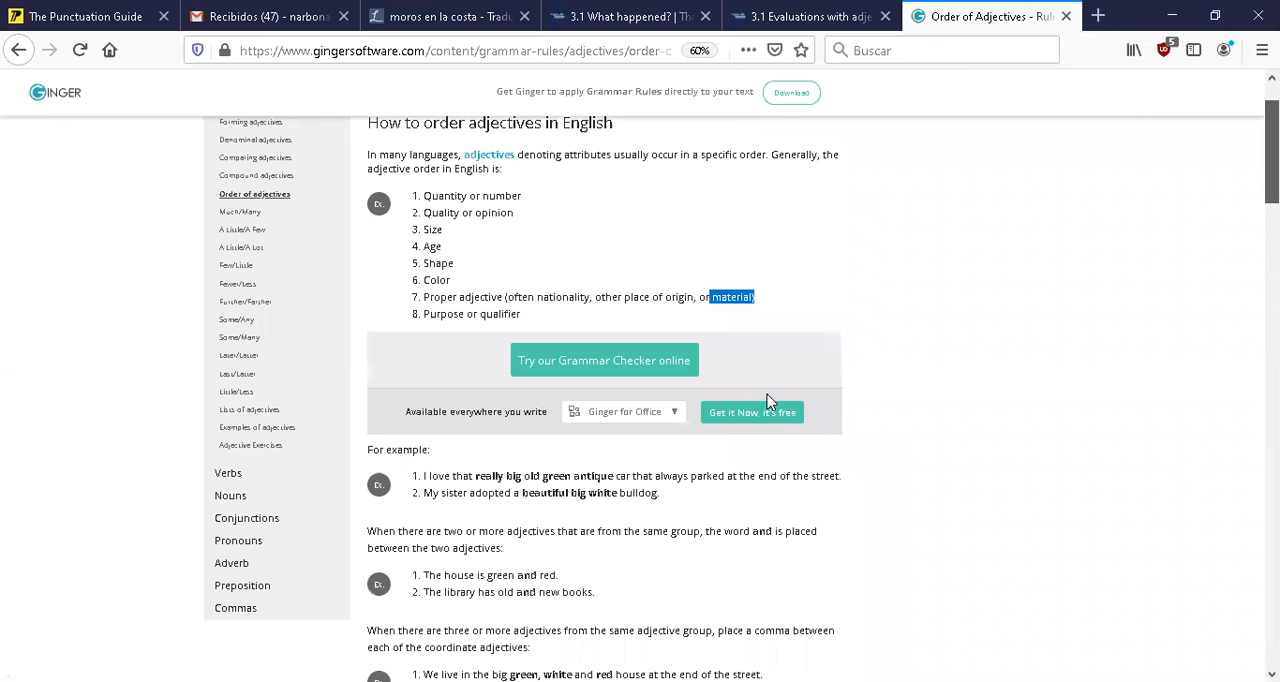 The Punctuation Guide
Recibidos (47) - narbon
moros en la costa - Tradu
3.1 What happened? | Th
3.1 Evaluations with adje
Order of Adjectives - Rul
https://www.gingersoftware.com/content/grammar-rules/adjectives/order-o
60%
Buscar
5
GINGER
Get Ginger to apply Grammar Rules directly to your text
Download
Forming adjectives
Denominal adjectives
Comparing adjectives
Compound adjectives
Order of adjectives
Much/Many
A Little/A Few
A Little/A Lot
Few/Little
Fewer/Less
Further/Farther
Some/Any
Some/Many
Later/Latter
Last/Latter
Little/Less
Lists of adjectives
Examples of adjectives
Adjective Exercises
Verbs
Nouns
Conjunctions
Pronouns
Adverb
Preposition
Commas
How to order adjectives in English
In many languages, adjectives denoting attributes usually occur in a specific order. Generally, the
adjective order in English is:
Ex.
1. Quantity or number
2. Quality or opinion
3. Size
4. Age
5. Shape
6. Color
7. Proper adjective (often nationality, other place of origin, or material)
8. Purpose or qualifier
Try our Grammar Checker online
Available everywhere you write
Ginger for Office
Get it Now, it's free
For example:
Ex.
1. I love that really big old green antique car that always parked at the end of the street.
2. My sister adopted a beautiful big white bulldog.
When there are two or more adjectives that are from the same group, the word and is placed
between the two adjectives:
Ex.
1. The house is green and red.
2. The library has old and new books.
When there are three or more adjectives from the same adjective group, place a comma between
each of the coordinate adjectives:
Ex.
1. We live in the big green, white and red house at the end of the street.